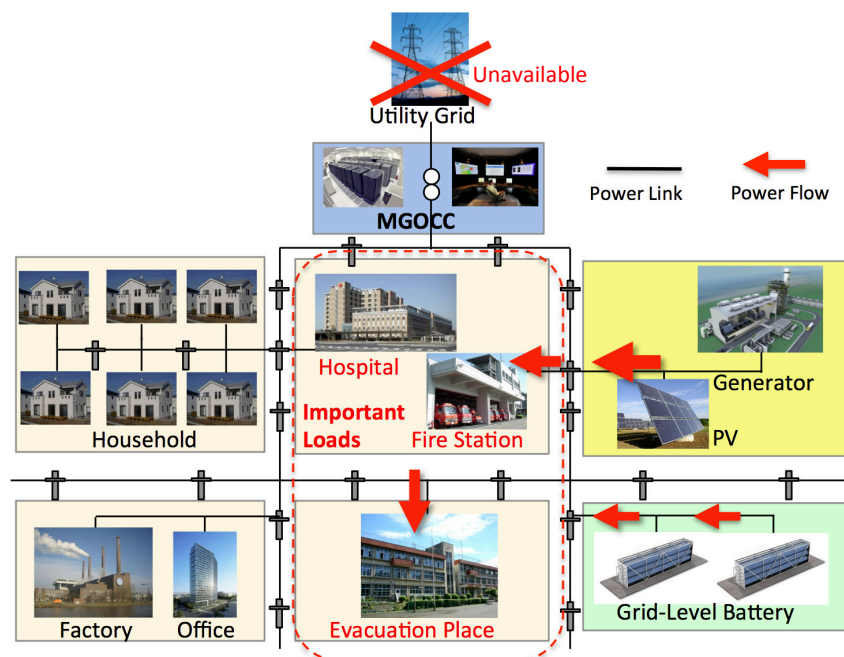 Unavailable
Utility Grid
MGOCC
Power Link
Power Flow
Hospital
Generator
Important
Loads
Fire Station
PV
Household
Factory
Office
Evacuation Place
Grid-Level Battery